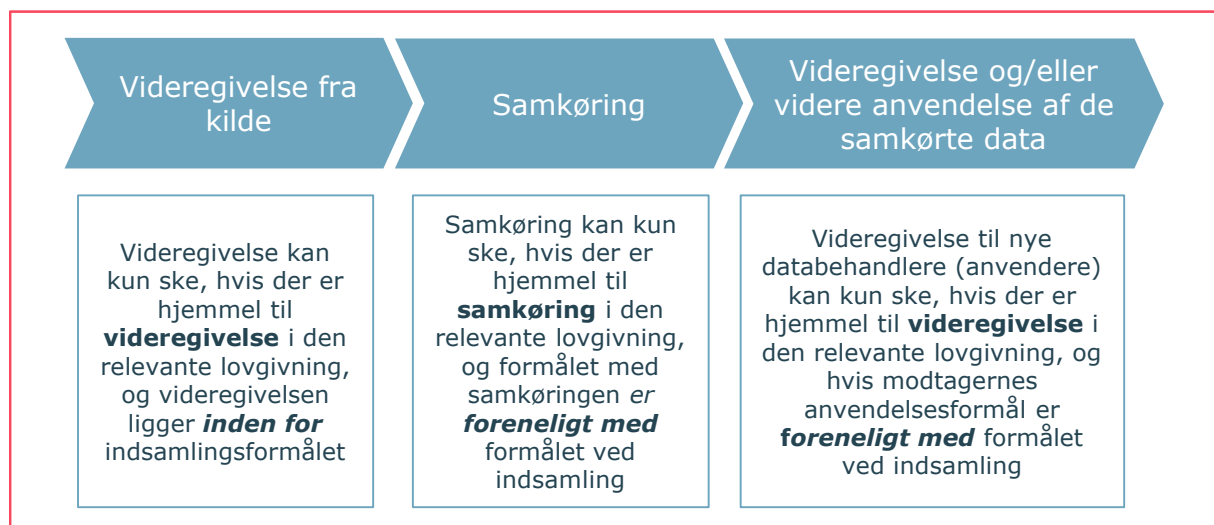 Videregivelse fra
kilde
Samkøring
Videregivelse og/eller
videre anvendelse af de
samkørte data
Videregivelse kan
kun ske, hvis der er
hjemmel til
videregivelse i den
relevante lovgivning,
og videregivelsen
ligger inden for
indsamlingsformålet
Samkøring kan kun
ske, hvis der er
hjemmel til
samkøring i den
relevante lovgivning,
og formålet med
samkøringen er
foreneligt med
formålet ved
indsamling
Videregivelse til nye
databehandlere (anvendere)
kan kun ske, hvis der er
hjemmel til videregivelse i
den relevante lovgivning, og
hvis modtagernes
anvendelsesformål er
foreneligt med formålet
ved indsamling